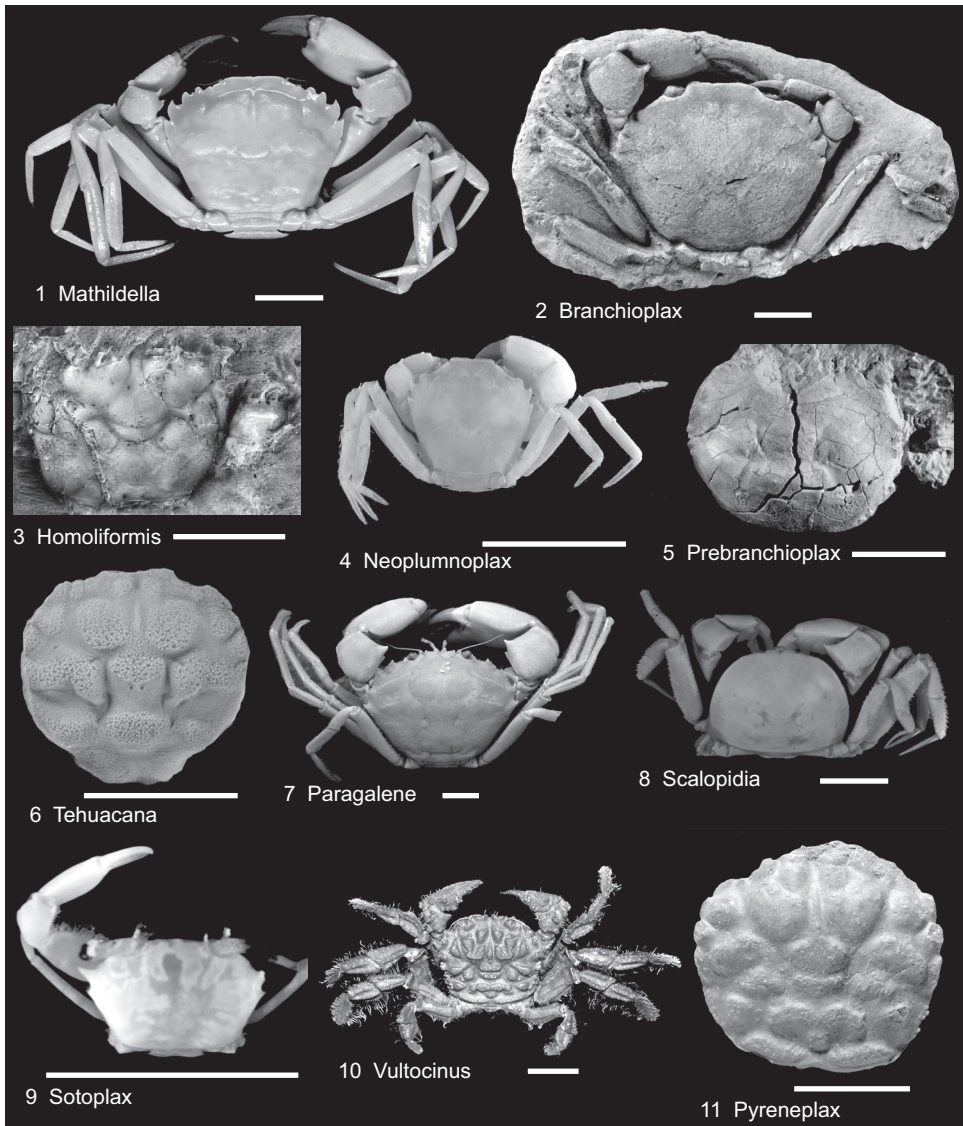 1 Mathildella
2 Branchioplax
3 Homoliformis
4 Neoplumnoplax
5 Prebranchioplax
6 Tehuacana
7 Paragalene
8 Scalopidia
9 Sotoplax
10 Vultocinus
11 Pyreneplax